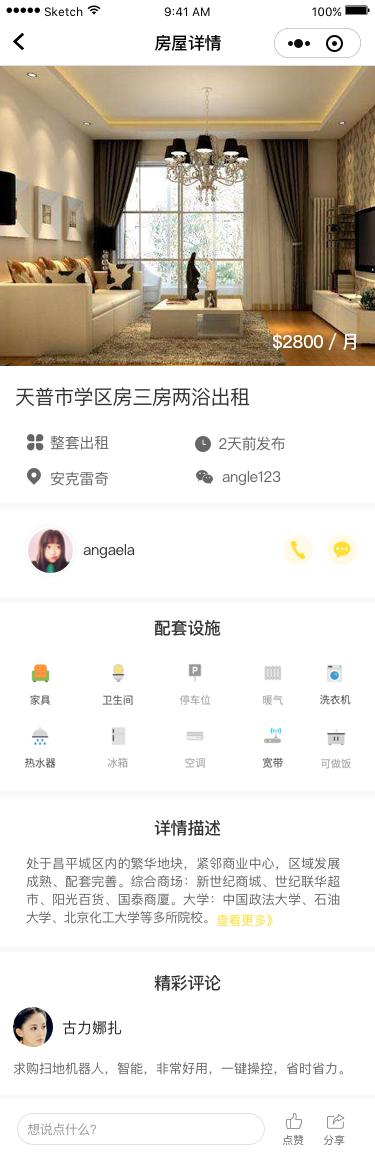 Sketch 9:41 AM 100%
房屋详情
$2800 / 月
天普市学区房三房两浴出租
整套出租 2天前发布
安克雷奇 angle123
angaela
配套设施
家具 卫生间 停车位 暖气 洗衣机
热水器 冰箱 空调 宽带 可做饭
详情描述
处于昌平城区内的繁华地块，紧邻商业中心，区域发展
成熟、配套完善。综合商场：新世纪商城、世纪联华超
市、阳光百货、国泰商厦。大学：中国政法大学、石油
大学、北京化工大学等多所院校。查看更多》
精彩评论
古力娜扎
求购扫地机器人，智能，非常好用，一键操控，省时省力。
想说点什么? 点赞 分享